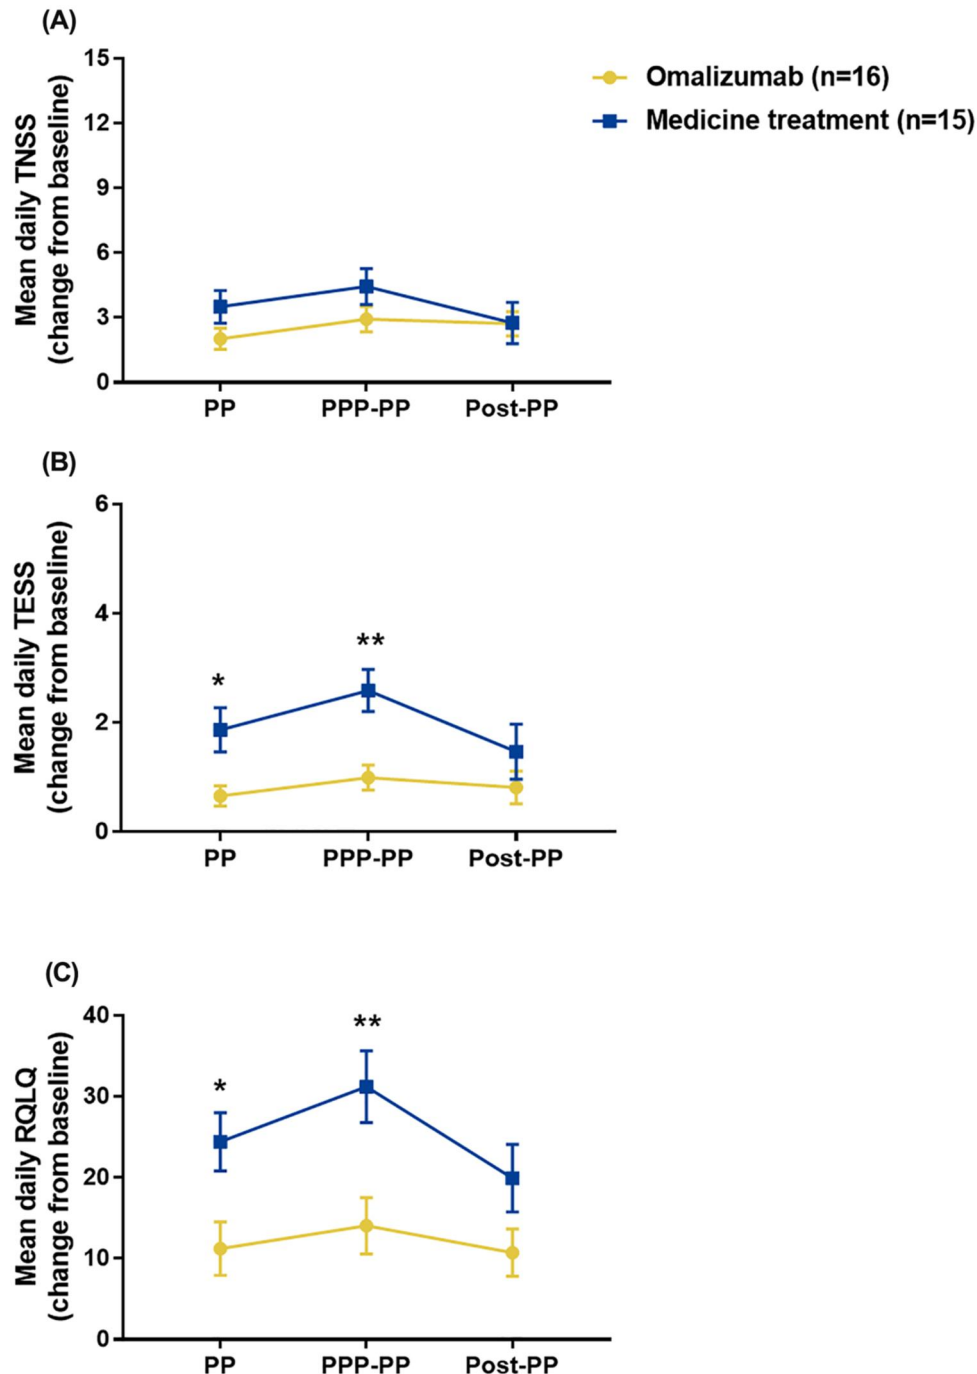 (A)
Omalizumab (n=16)
Medicine treatment (n=15)
Mean daily TNSS
(change from baseline)
15
12
9
6
3
0
PP
PPP-PP
Post-PP
(B)
Mean daily TESS
(change from baseline)
6
4
2
0
*
**
PP
PPP-PP
Post-PP
(C)
Mean daily RQLQ
(change from baseline)
40
30
20
10
0
*
**
PP
PPP-PP
Post-PP